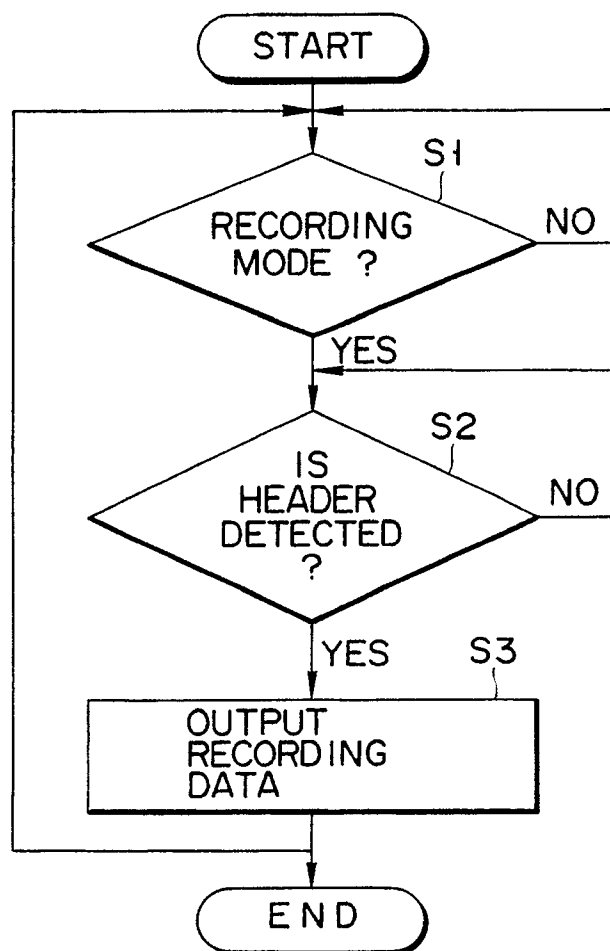 START
S1
RECORDING
MODE ?
NO
YES
S2
IS
HEADER
DETECTED
?
NO
YES
S3
OUTPUT
RECORDING
DATA
END